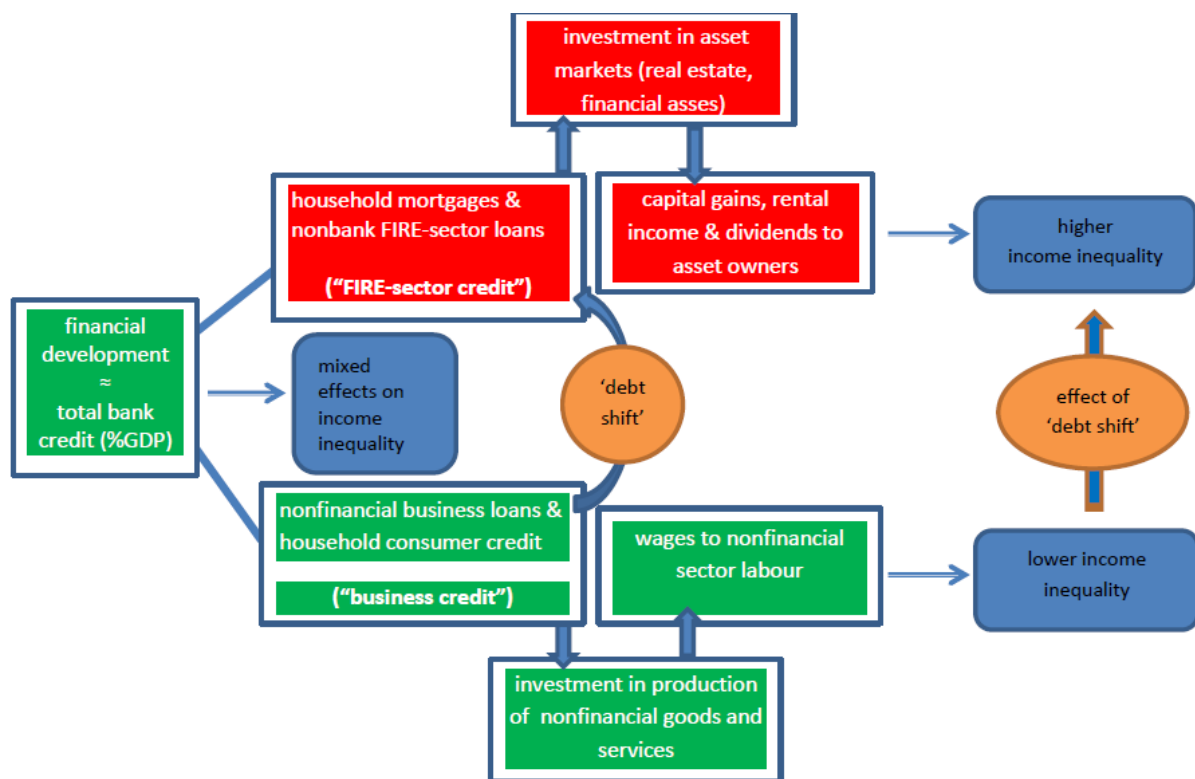 investment in asset
markets (real estate,
financial asses)
household mortgages &
nonbank FIRE-sector loans
(“FIRE-sector credit”)
capital gains, rental
income & dividends to
asset owners
higher
income inequality
financial
development
≈
total bank
credit (%GDP)
mixed
effects on
income
inequality
‘debt
shift’
effect of
‘debt shift’
nonfinancial business loans &
household consumer credit
(“business credit”)
wages to nonfinancial
sector labour
lower income
inequality
investment in production
of nonfinancial goods and
services